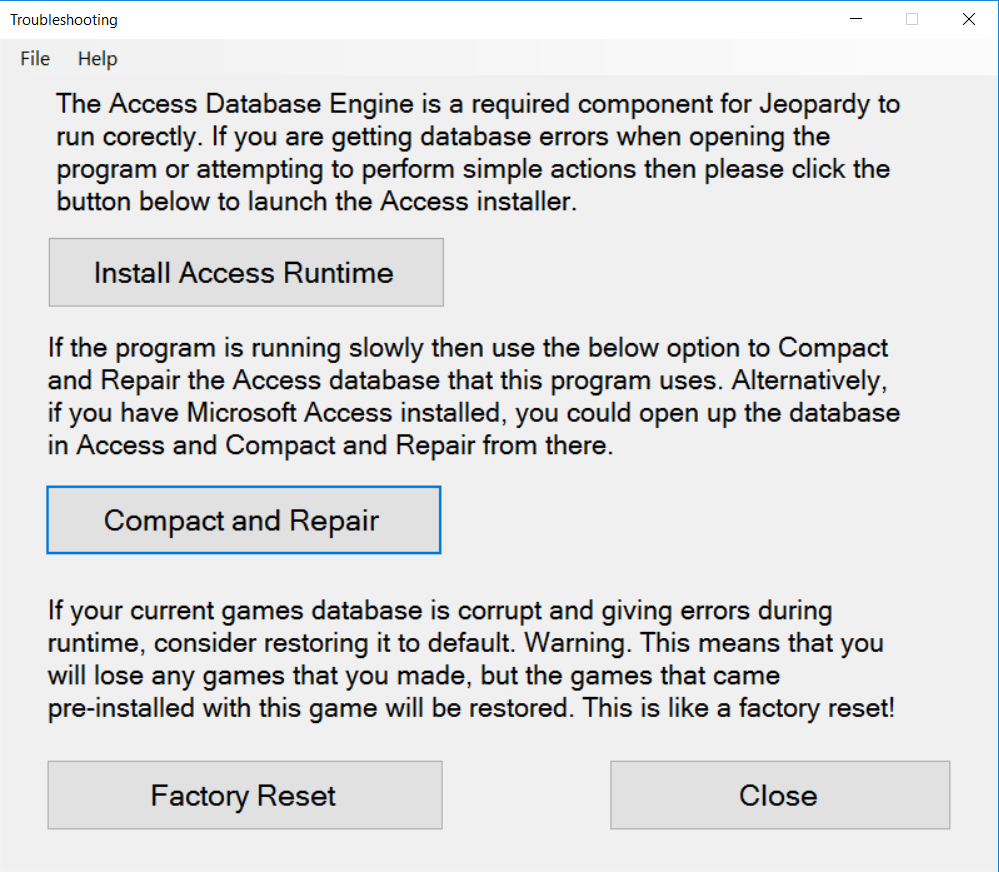 Troubleshooting
File Help
The Access Database Engine is a required component for Jeopardy to
run corectly. If you are getting database errors when opening the
program or attempting to perform simple actions then please click the
button below to launch the Access installer.
Install Access Runtime
If the program is running slowly then use the below option to Compact
and Repair the Access database that this program uses. Alternatively,
if you have Microsoft Access installed, you could open up the database
in Access and Compact and Repair from there.
Compact and Repair
If your current games database is corrupt and giving errors during
runtime, consider restoring it to default. Warning. This means that you
will lose any games that you made, but the games that came
pre-installed with this game will be restored. This is like a factory reset!
Factory Reset
Close